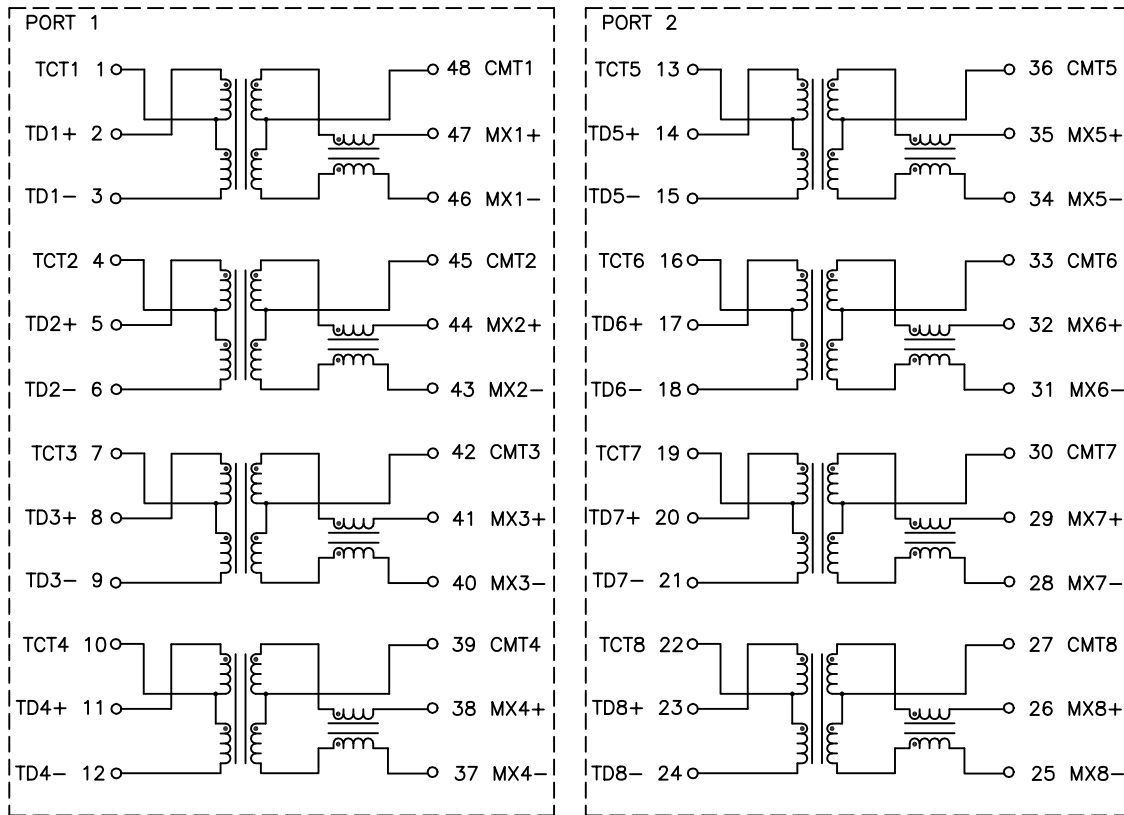 PORT 1
TCT1 1 48 CMT1
TD1+ 2 47 MX1+
TD1− 3 46 MX1−
TCT2 4 45 CMT2
TD2+ 5 44 MX2+
TD2− 6 43 MX2−
TCT3 7 42 CMT3
TD3+ 8 41 MX3+
TD3− 9 40 MX3−
TCT4 10 39 CMT4
TD4+ 11 38 MX4+
TD4− 12 37 MX4−
PORT 2
TCT5 13 36 CMT5
TD5+ 14 35 MX5+
TD5− 15 34 MX5−
TCT6 16 33 CMT6
TD6+ 17 32 MX6+
TD6− 18 31 MX6−
TCT7 19 30 CMT7
TD7+ 20 29 MX7+
TD7− 21 28 MX7−
TCT8 22 27 CMT8
TD8+ 23 26 MX8+
TD8− 24 25 MX8−